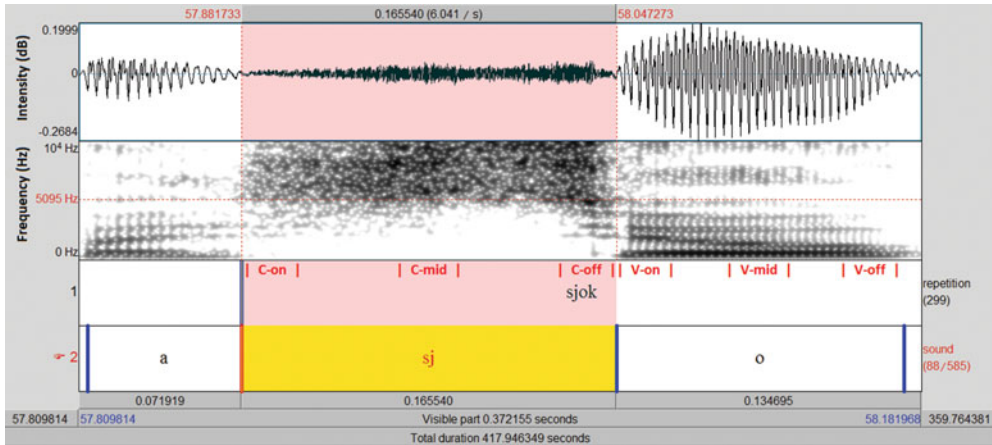 57.881733 0.165540 (6.041 / s) 58.047273
0.1999
Intensity (dB)
0
-0.2684
10⁴ Hz
Frequency (Hz)
5095 Hz
0 Hz
C-on C-mid C-off V-on V-mid V-off
1 sjok repetition
(299)
☞ 2 a sj o sound
(88/585)
0.071919 0.165540 0.134695
57.809814 57.809814 Visible part 0.372155 seconds 58.181968 359.764381
Total duration 417.946349 seconds